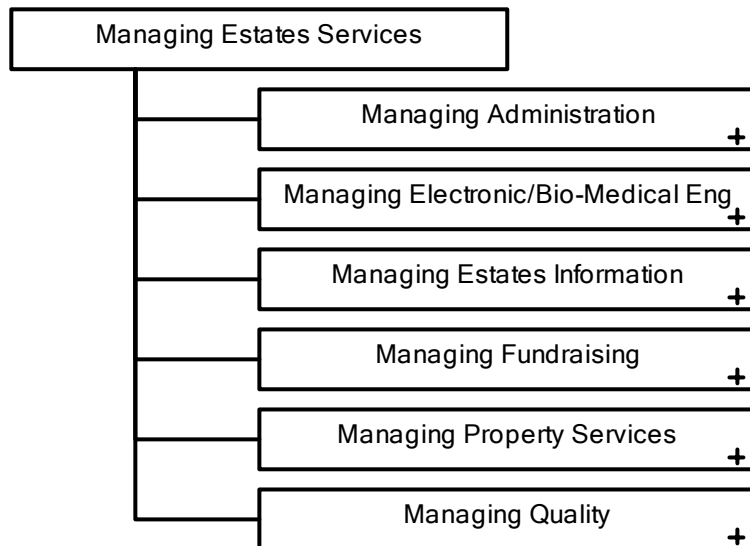 Managing Estates Services
Managing Administration
+
Managing Electronic/Bio-Medical Eng
+
Managing Estates Information
+
Managing Fundraising
+
Managing Property Services
+
Managing Quality
+